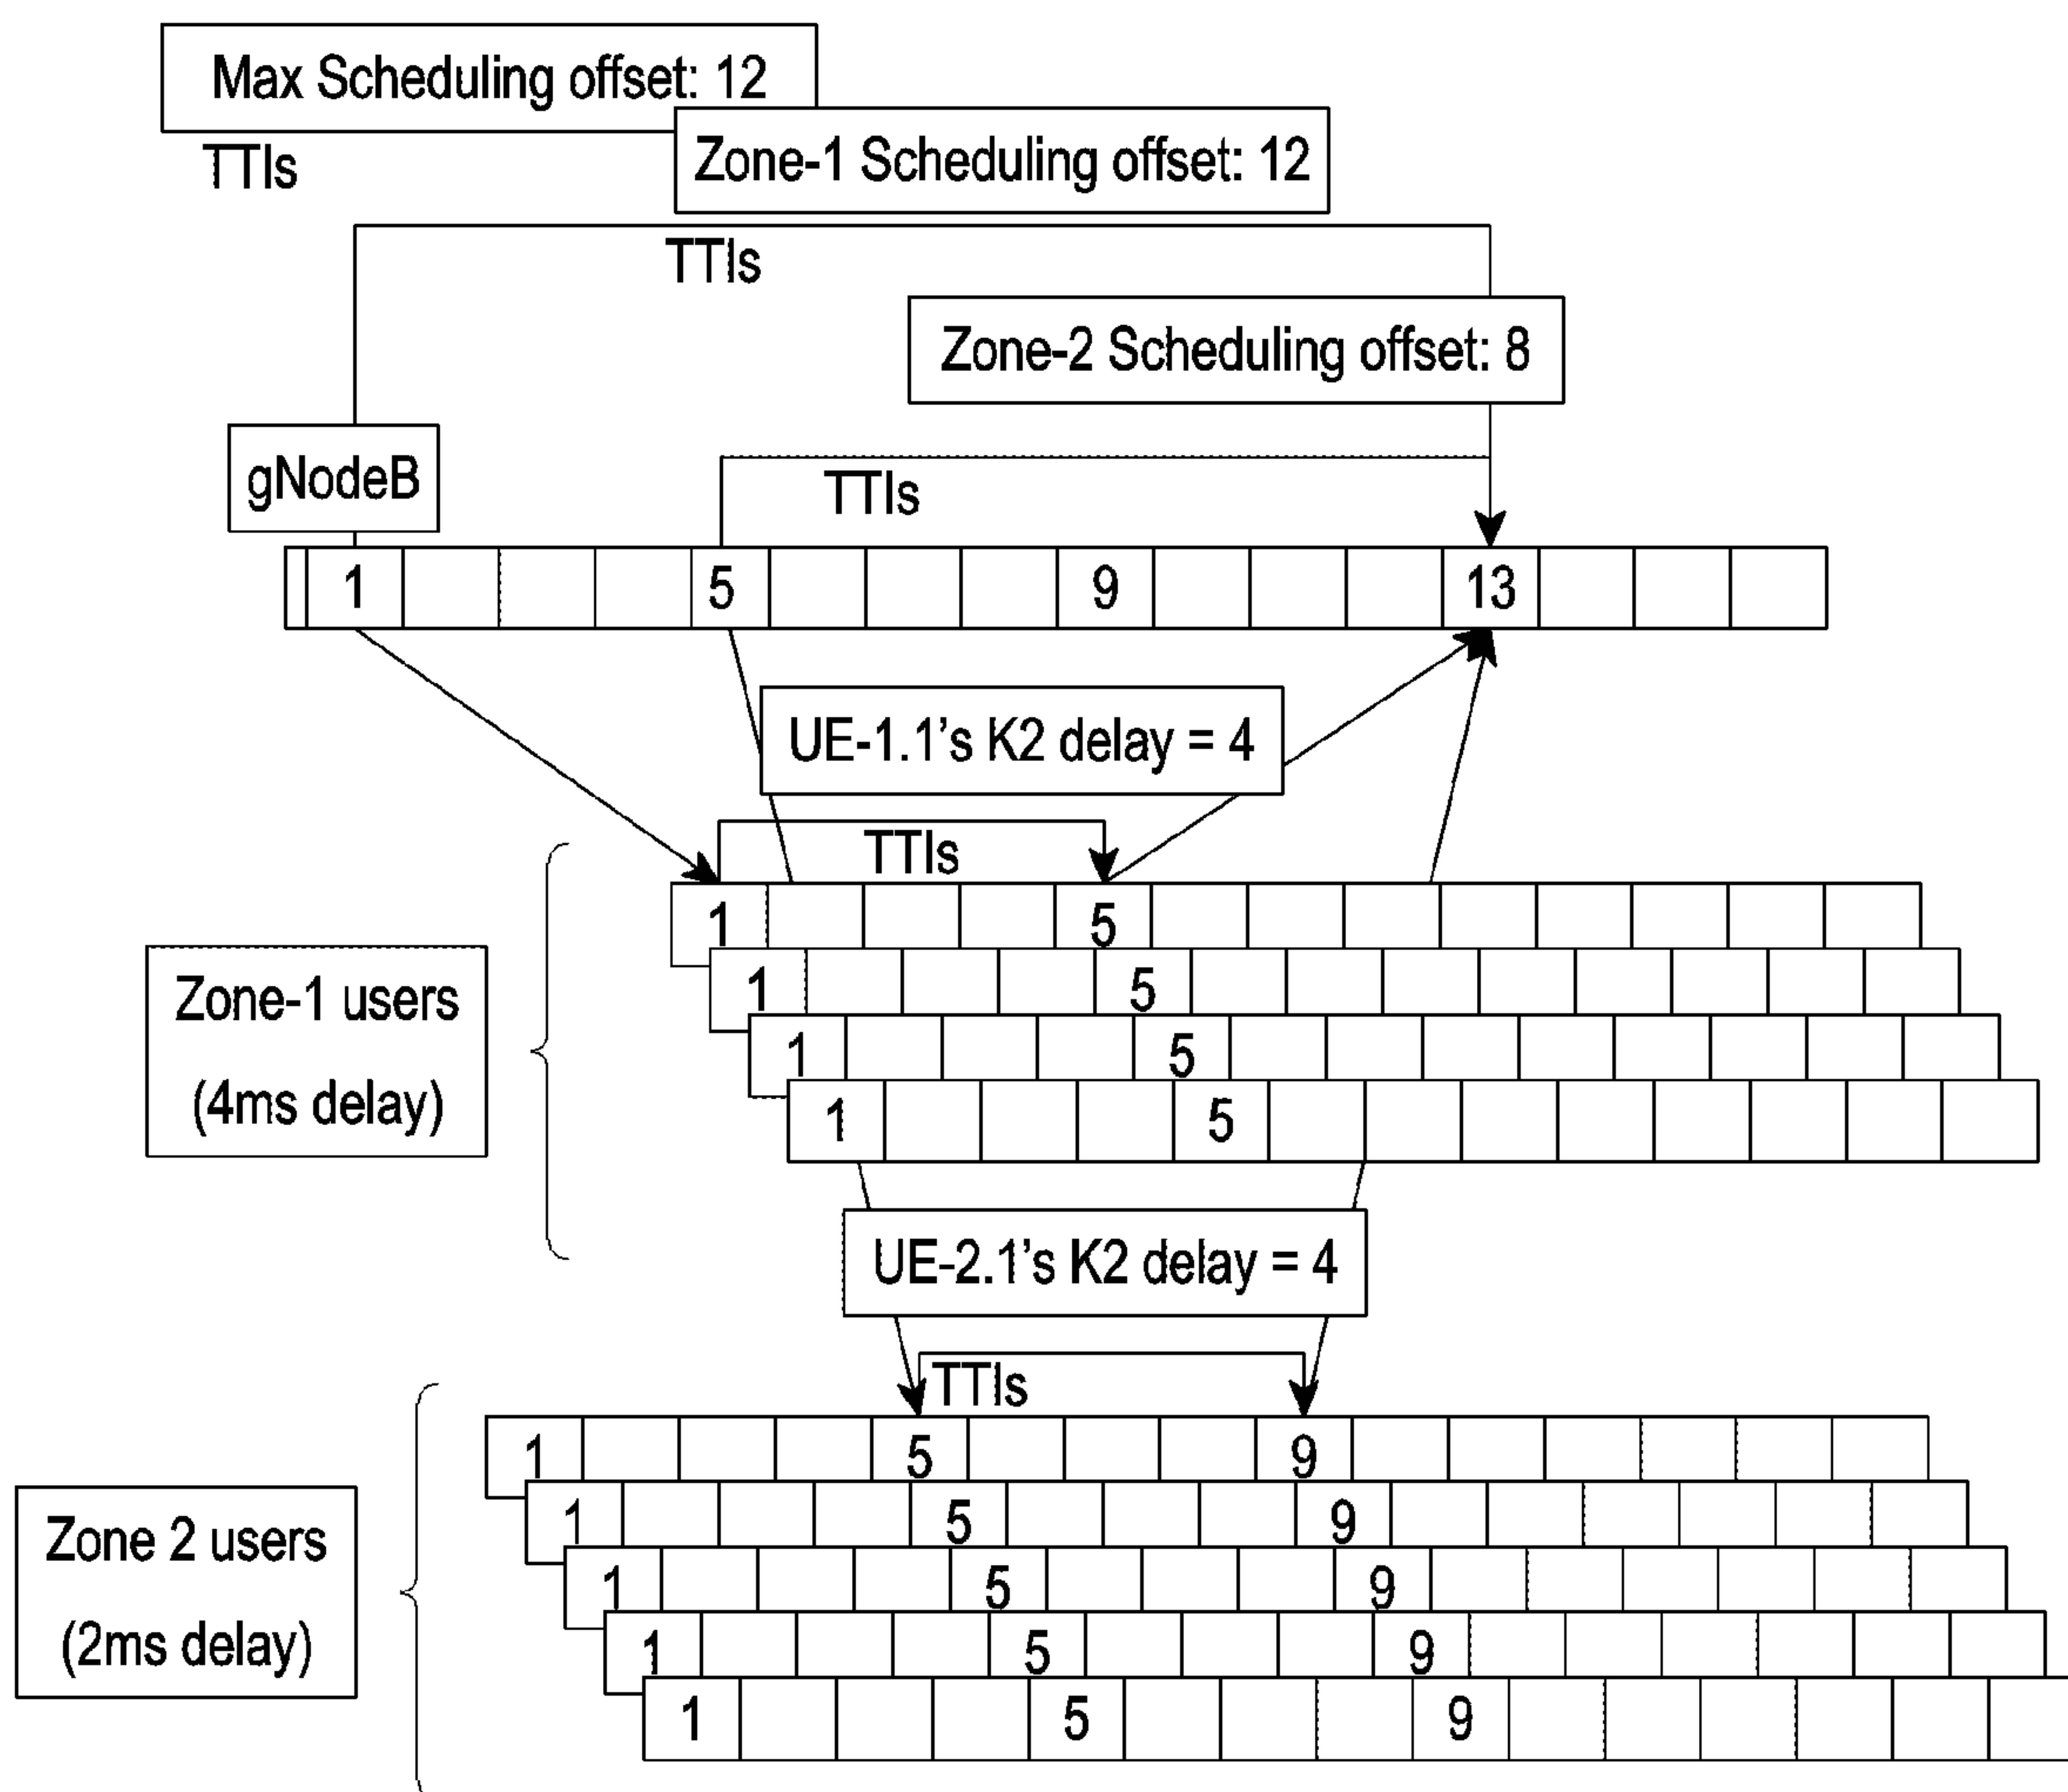 Max Scheduling offset: 12
TTIs
Zone-1 Scheduling offset: 12
TTIs
Zone-2 Scheduling offset: 8
gNodeB
TTIs
1 5 9 13
UE-1.1's K2 delay = 4
TTIs
1 5
1 5
1 5
1 5
Zone-1 users
(4ms delay)
UE-2.1's K2 delay = 4
TTIs
1 5 9
1 5 9
1 5 9
1 5 9
1 5 9
Zone 2 users
(2ms delay)